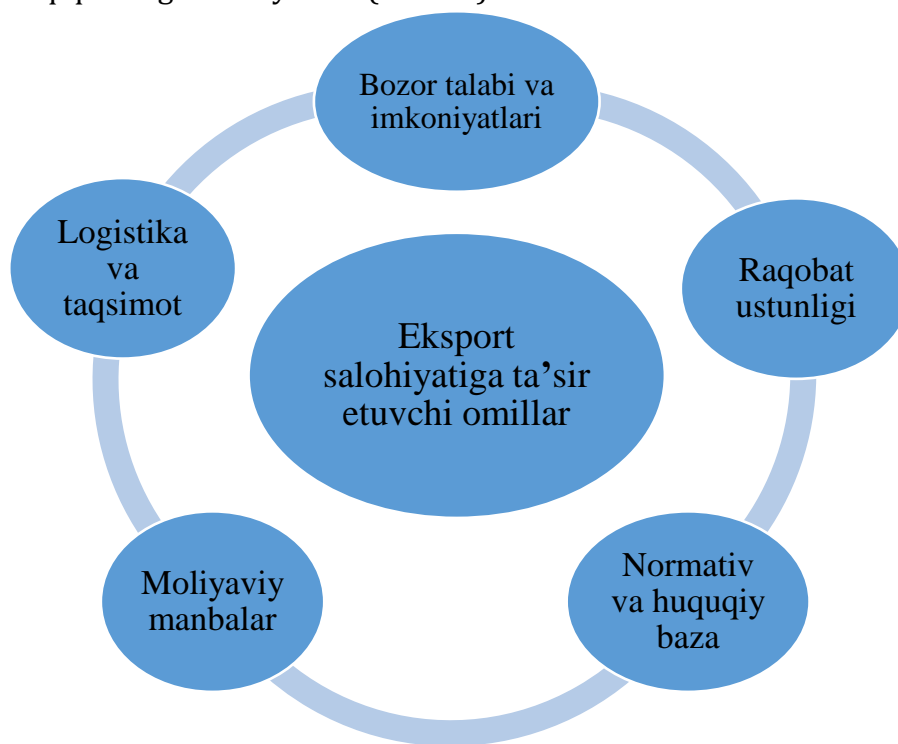 Bozor talabi va
imkoniyatlari
Raqobat
ustunligi
Normativ
va huquqiy
baza
Moliyaviy
manbalar
Logistika
va
taqsimot
Eksport
salohiyatiga ta’sir
etuvchi omillar